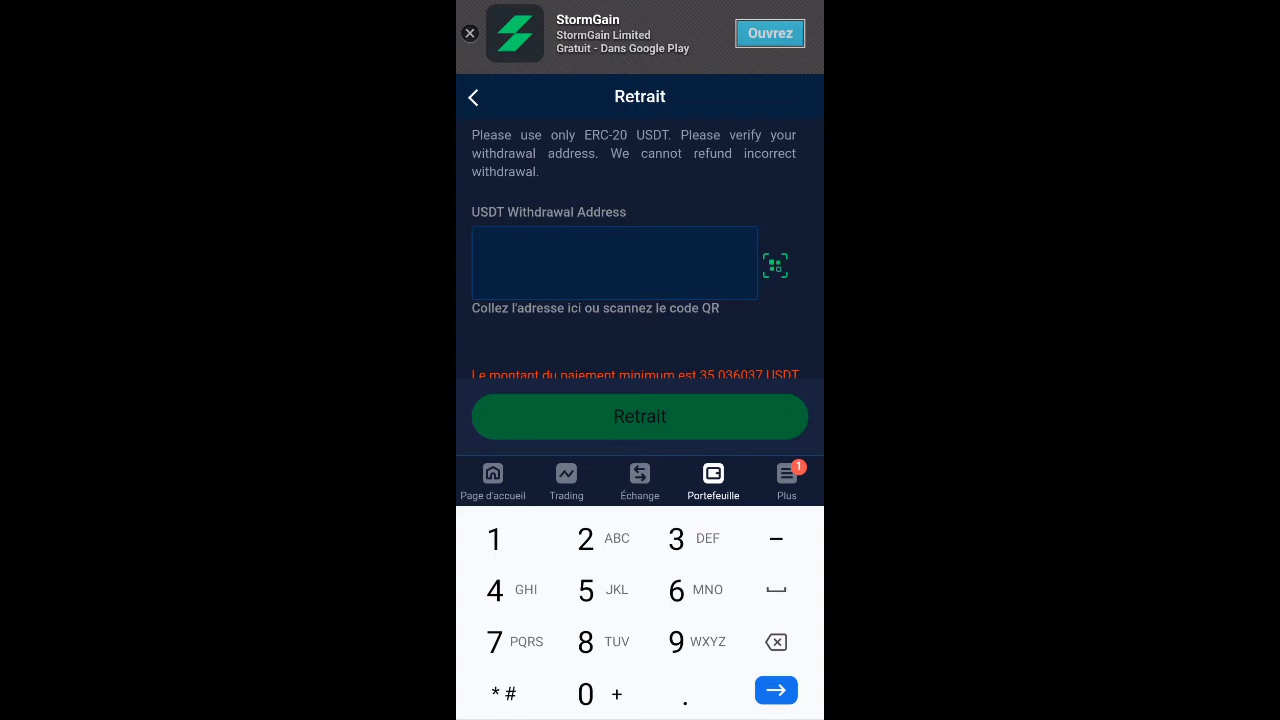 StormGain
StormGain Limited
Gratuit - Dans Google Play
Ouvrez
Retrait
Please use only ERC-20 USDT. Please verify your
withdrawal address. We cannot refund incorrect
withdrawal.
USDT Withdrawal Address
Collez l'adresse ici ou scannez le code QR
Le montant du paiement minimum est 35.036037 USDT
Retrait
1
Page d'accueil
Trading
Échange
Portefeuille
Plus
1
2 ABC
3 DEF
–
4 GHI
5 JKL
6 MNO
7 PQRS
8 TUV
9 WXYZ
* #
0 +
.